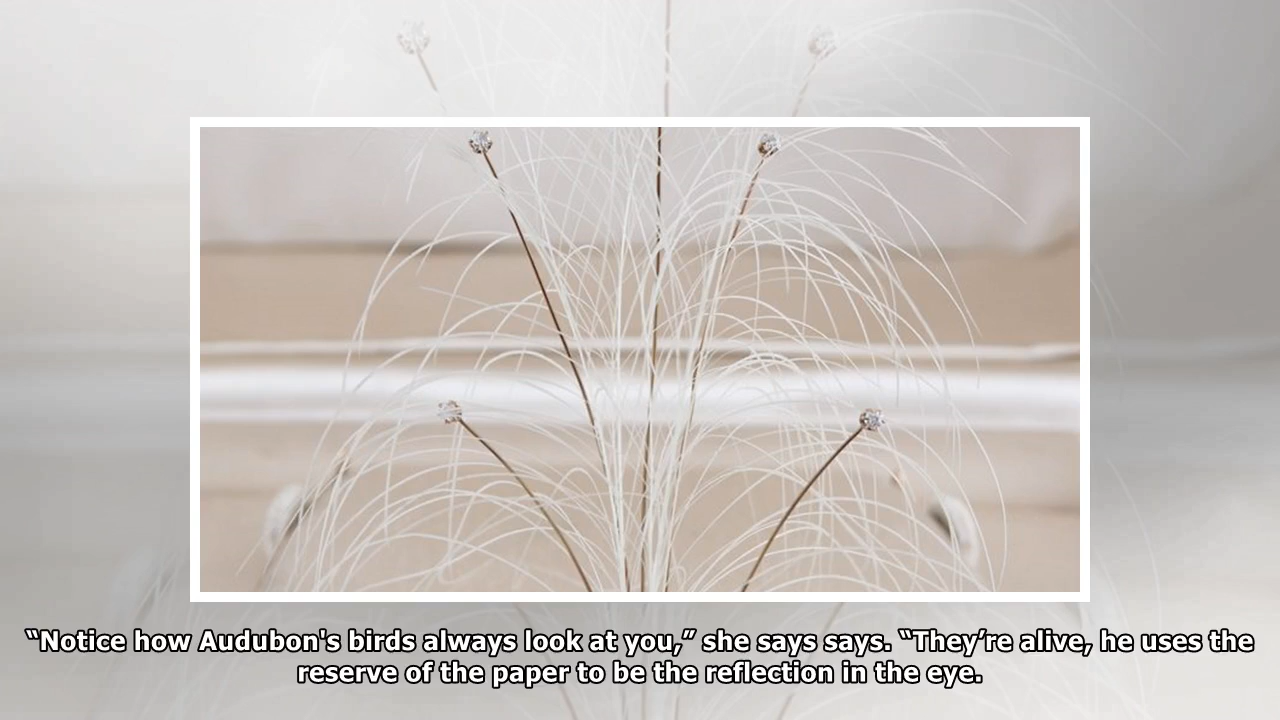 “Notice how Audubon's birds always look at you,” she says says. “They’re alive, he uses the
reserve of the paper to be the reflection in the eye.